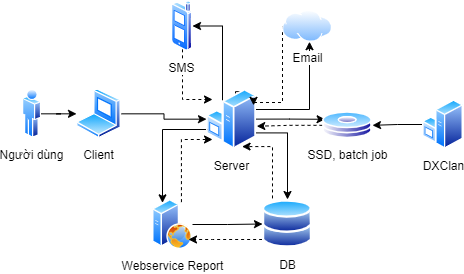 SMS
Email
Người dùng
Client
Server
SSD, batch job
DXClan
Webservice Report
DB